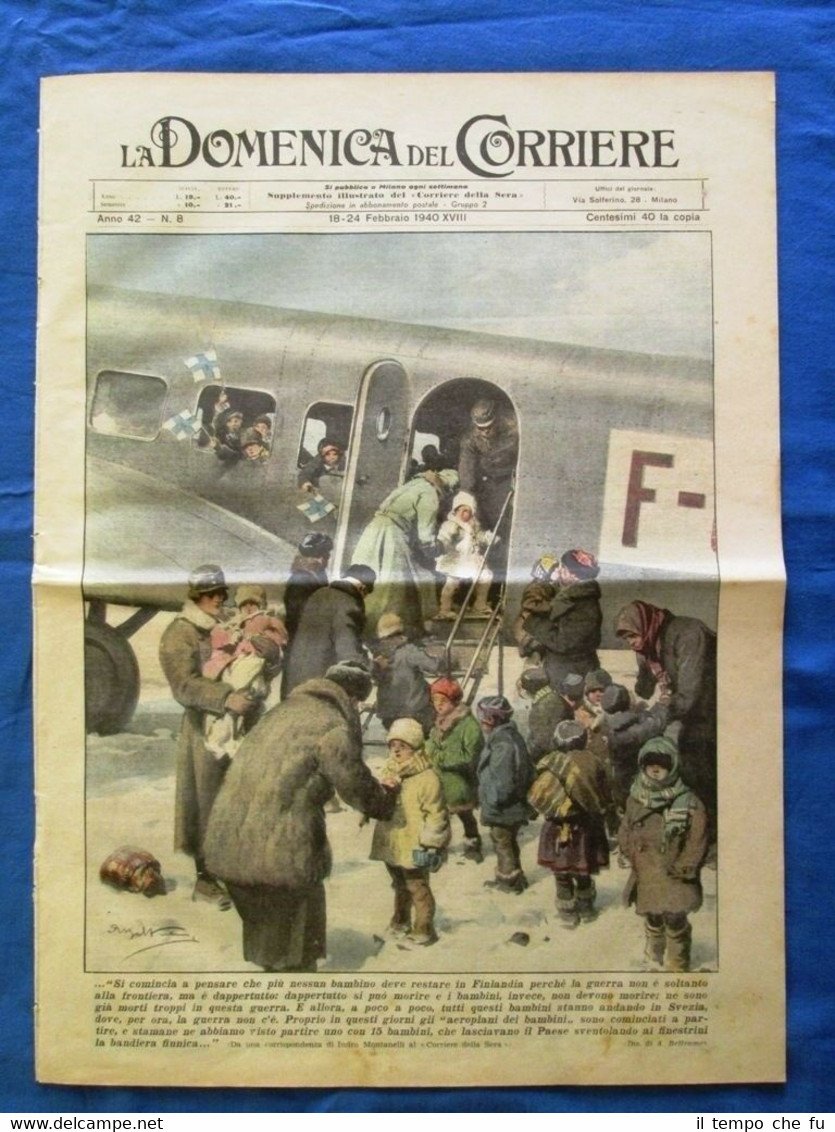 LA DOMENICA DEL CORRIERE
Si pubblica a Milano ogni settimana
Supplemento illustrato del «Corriere della Sera»
Spedizione in abbonamento postale - Gruppo 2
Uffici del giornale:
Via Solferino, 28 - Milano
Anno 42 — N. 8
18-24 Febbraio 1940 XVIII
Centesimi 40 la copia
F-
..."Si comincia a pensare che più nessun bambino deve restare in Finlandia perchè la guerra non è soltanto
alla frontiera, ma è dappertutto: dappertutto si può morire e i bambini, invece, non devono morire; ne sono
già morti troppi in questa guerra. E allora, a poco a poco, tutti questi bambini stanno andando in Svezia,
dove, per ora, la guerra non c'è. Proprio in questi giorni gli "aeroplani dei bambini,, sono cominciati a par-
tire, e stamane ne abbiamo visto partire uno con 15 bambini, che lasciavano il Paese sventolando ai finestrini
la bandiera finnica..." (Da una corrispondenza di Indro Montanelli al «Corriere della Sera»)
(Dis. di A. Beltrame)
il tempo che fu